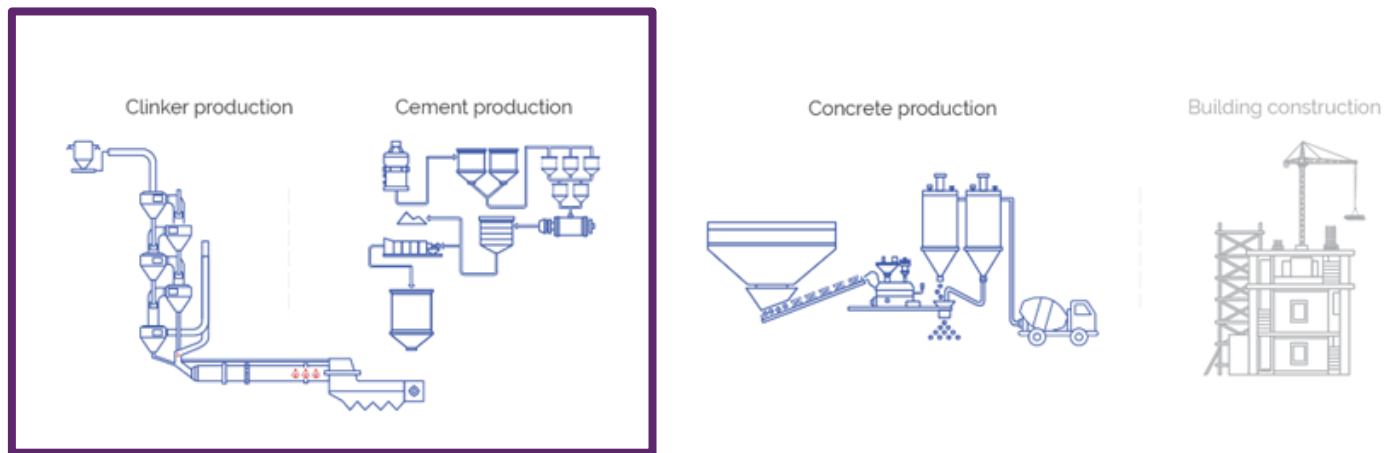 Clinker production
Cement production
Concrete production
Building construction